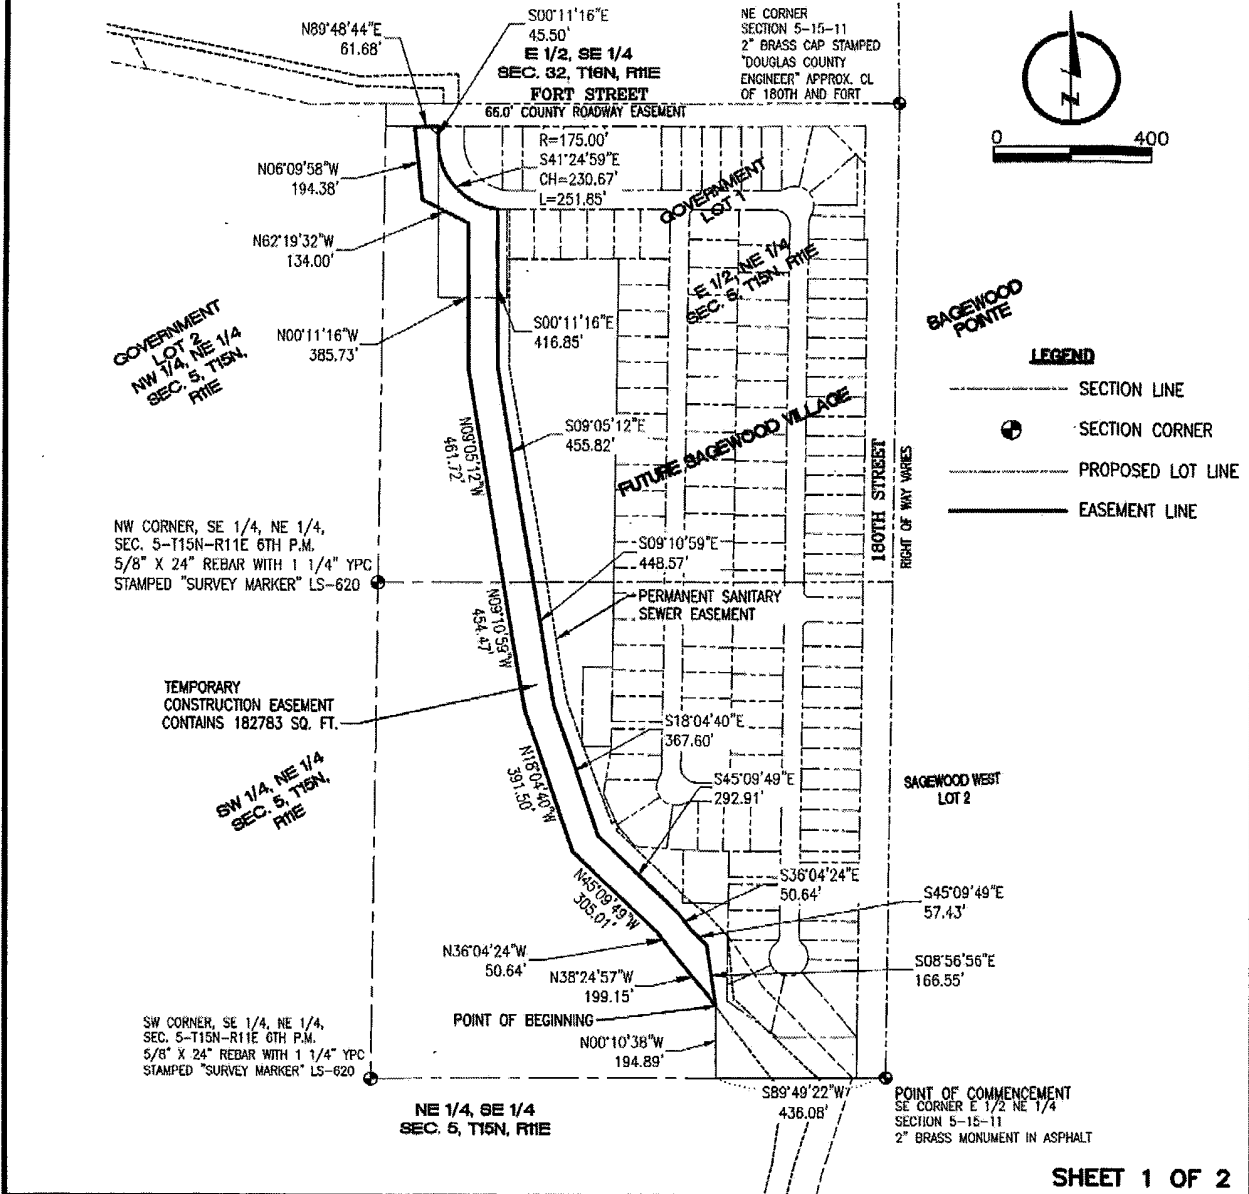 N89°48'44"E
61.68'
S00°11'16"E
45.50'
E 1/2, SE 1/4
SEC. 32, T16N, R11E
FORT STREET
66.0' COUNTY ROADWAY EASEMENT
NE CORNER
SECTION 5-15-11
2" BRASS CAP STAMPED
"DOUGLAS COUNTY
ENGINEER" APPROX. CL
OF 180TH AND FORT
N
0 400
R=175.00'
S41°24'59"E
CH=230.67'
L=251.85'
N06°09'58"W
194.38'
GOVERNMENT
LOT 1
N62°19'32"W
134.00'
E 1/2, NE 1/4
SEC. 5, T15N, R11E
GOVERNMENT
LOT 2
NW 1/4, NE 1/4
SEC. 5, T15N,
R11E
N00°11'16"W
385.73'
S00°11'16"E
416.85'
SAGEWOOD
POINTE
LEGEND
SECTION LINE
SECTION CORNER
PROPOSED LOT LINE
EASEMENT LINE
N09°05'12"W
461.72'
S09°05'12"E
455.82'
FUTURE SAGEWOOD VILLAGE
180TH STREET
RIGHT OF WAY VARIES
NW CORNER, SE 1/4, NE 1/4,
SEC. 5-T15N-R11E 6TH P.M.
5/8" X 24" REBAR WITH 1 1/4" YPC
STAMPED "SURVEY MARKER" LS-620
S09°10'59"E
448.57'
PERMANENT SANITARY
SEWER EASEMENT
N09°10'59"W
454.47'
TEMPORARY
CONSTRUCTION EASEMENT
CONTAINS 182783 SQ. FT.
S18°04'40"E
367.60'
N18°04'40"W
391.50'
SW 1/4, NE 1/4
SEC. 5, T15N,
R11E
S45°09'49"E
292.91'
SAGEWOOD WEST
LOT 2
N45°09'49"W
305.01'
S36°04'24"E
50.64'
S45°09'49"E
57.43'
N36°04'24"W
50.64'
N38°24'57"W
199.15'
S08°56'56"E
166.55'
POINT OF BEGINNING
N00°10'38"W
194.89'
SW CORNER, SE 1/4, NE 1/4,
SEC. 5-T15N-R11E 6TH P.M.
5/8" X 24" REBAR WITH 1 1/4" YPC
STAMPED "SURVEY MARKER" LS-620
S89°49'22"W
436.08'
POINT OF COMMENCEMENT
SE CORNER E 1/2 NE 1/4
SECTION 5-15-11
2" BRASS MONUMENT IN ASPHALT
NE 1/4, SE 1/4
SEC. 5, T15N, R11E
SHEET 1 OF 2